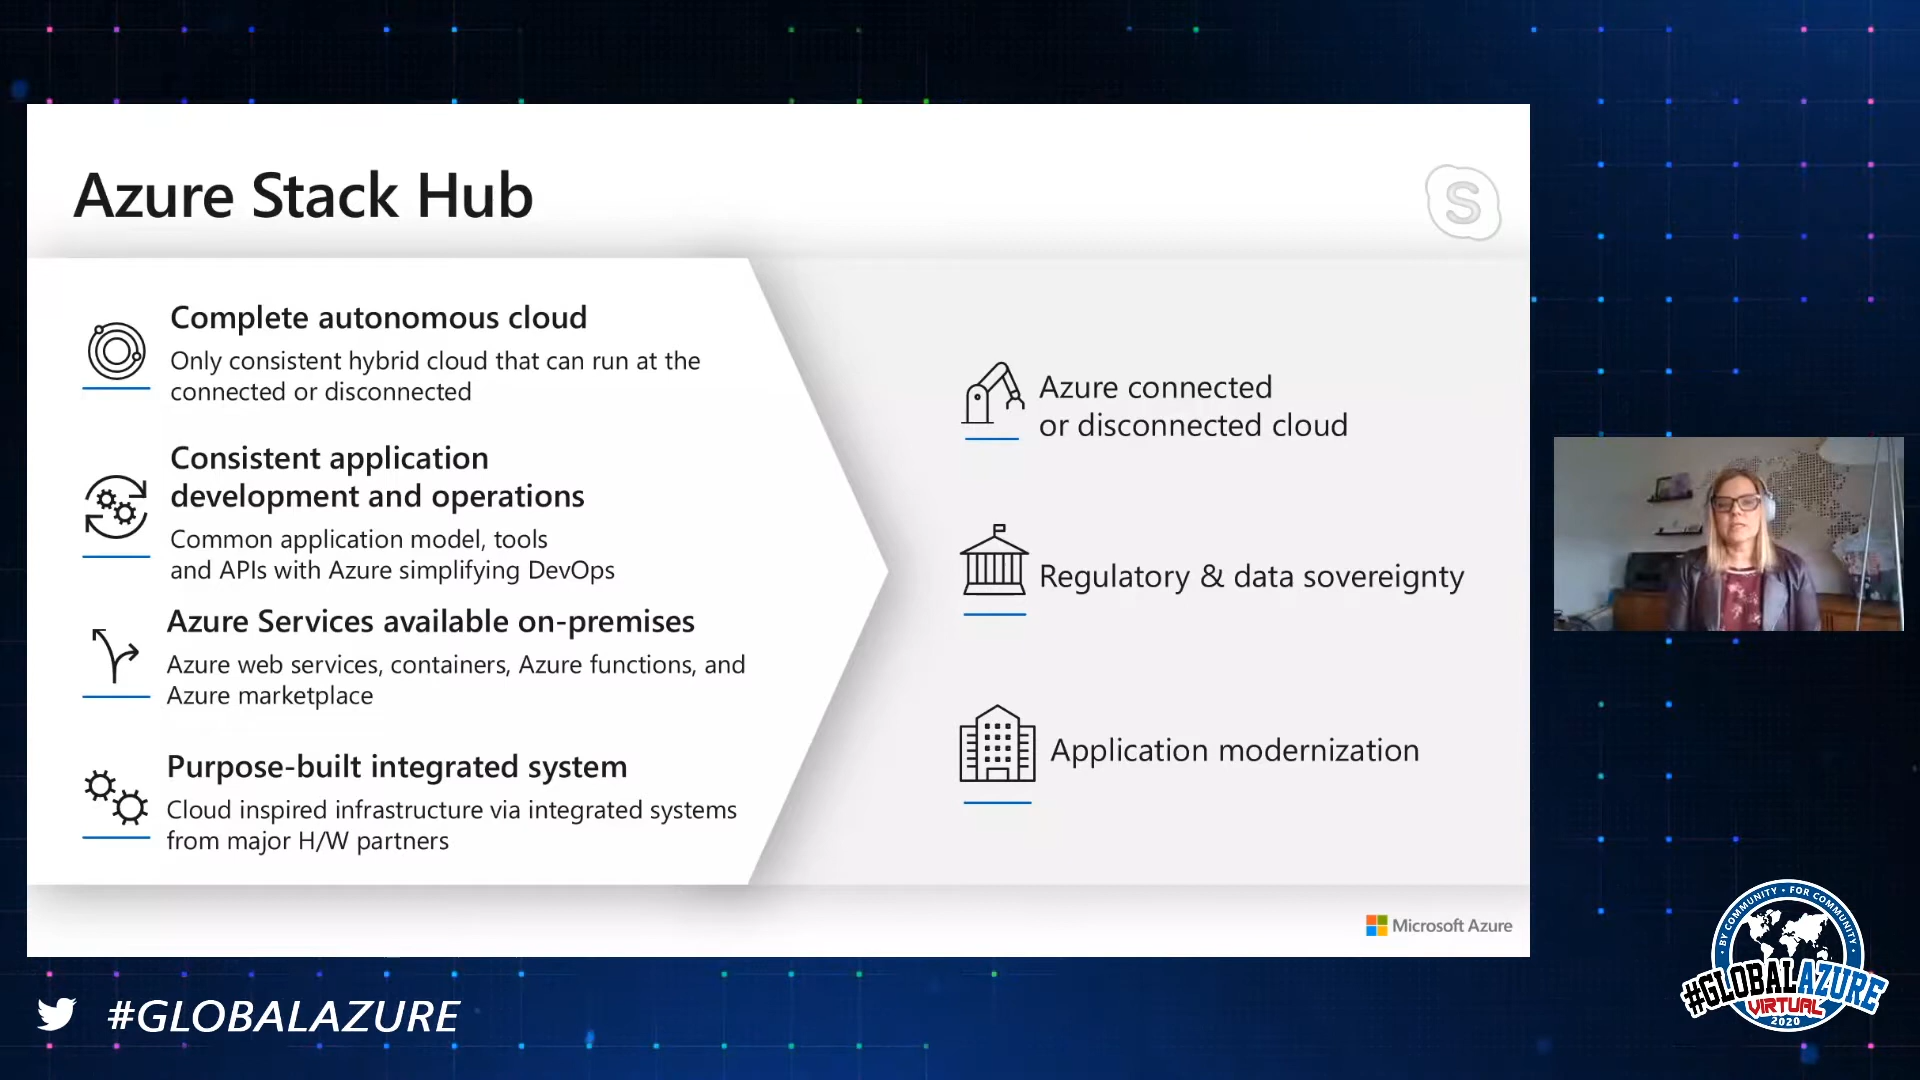 Azure Stack Hub
S
Complete autonomous cloud
Only consistent hybrid cloud that can run at the
connected or disconnected
Consistent application
development and operations
Common application model, tools
and APIs with Azure simplifying DevOps
Azure Services available on-premises
Azure web services, containers, Azure functions, and
Azure marketplace
Purpose-built integrated system
Cloud inspired infrastructure via integrated systems
from major H/W partners
Azure connected
or disconnected cloud
Regulatory & data sovereignty
Application modernization
Microsoft Azure
#GLOBALAZURE
BY COMMUNITY • FOR COMMUNITY
#GLOBALAZURE
VIRTUAL
2020